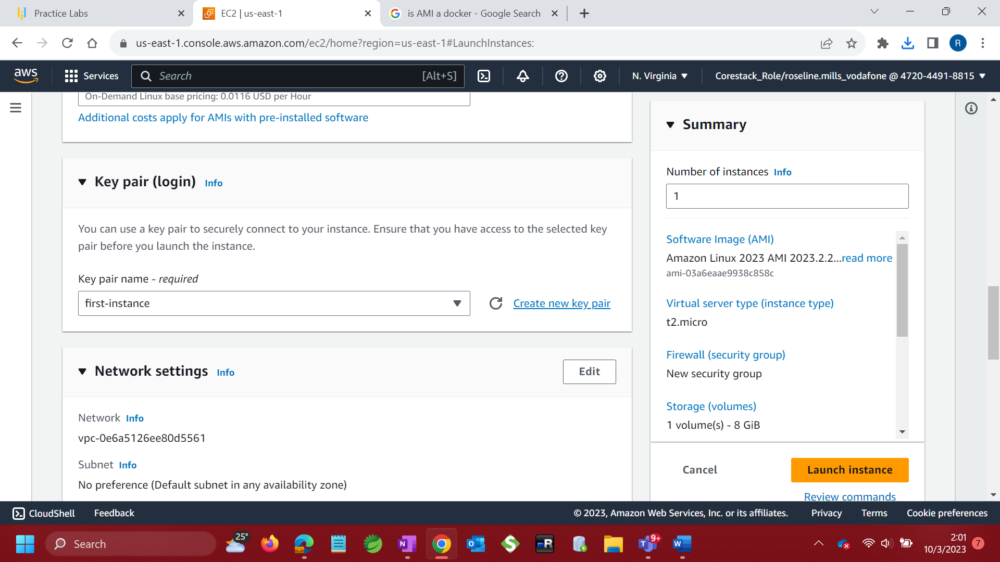 Practice Labs
EC2 | us-east-1
is AMI a docker - Google Search
us-east-1.console.aws.amazon.com/ec2/home?region=us-east-1#LaunchInstances:
R
aws
Services
Search
[Alt+S]
N. Virginia
Corestack_Role/roseline.mills_vodafone @ 4720-4491-8815
On-Demand Linux base pricing: 0.0116 USD per Hour
Additional costs apply for AMIs with pre-installed software
Key pair (login) Info
You can use a key pair to securely connect to your instance. Ensure that you have access to the selected key
pair before you launch the instance.
Key pair name - required
first-instance
Create new key pair
Network settings Info
Edit
Network Info
vpc-0e6a5126ee80d5561
Subnet Info
No preference (Default subnet in any availability zone)
Summary
Number of instances Info
1
Software Image (AMI)
Amazon Linux 2023 AMI 2023.2.2...read more
ami-03a6eaae9938c858c
Virtual server type (instance type)
t2.micro
Firewall (security group)
New security group
Storage (volumes)
1 volume(s) - 8 GiB
Cancel
Launch instance
Review commands
CloudShell
Feedback
© 2023, Amazon Web Services, Inc. or its affiliates.
Privacy
Terms
Cookie preferences
Search
25°
N
O
S
mR
T
9+
W
2:01
10/3/2023
7